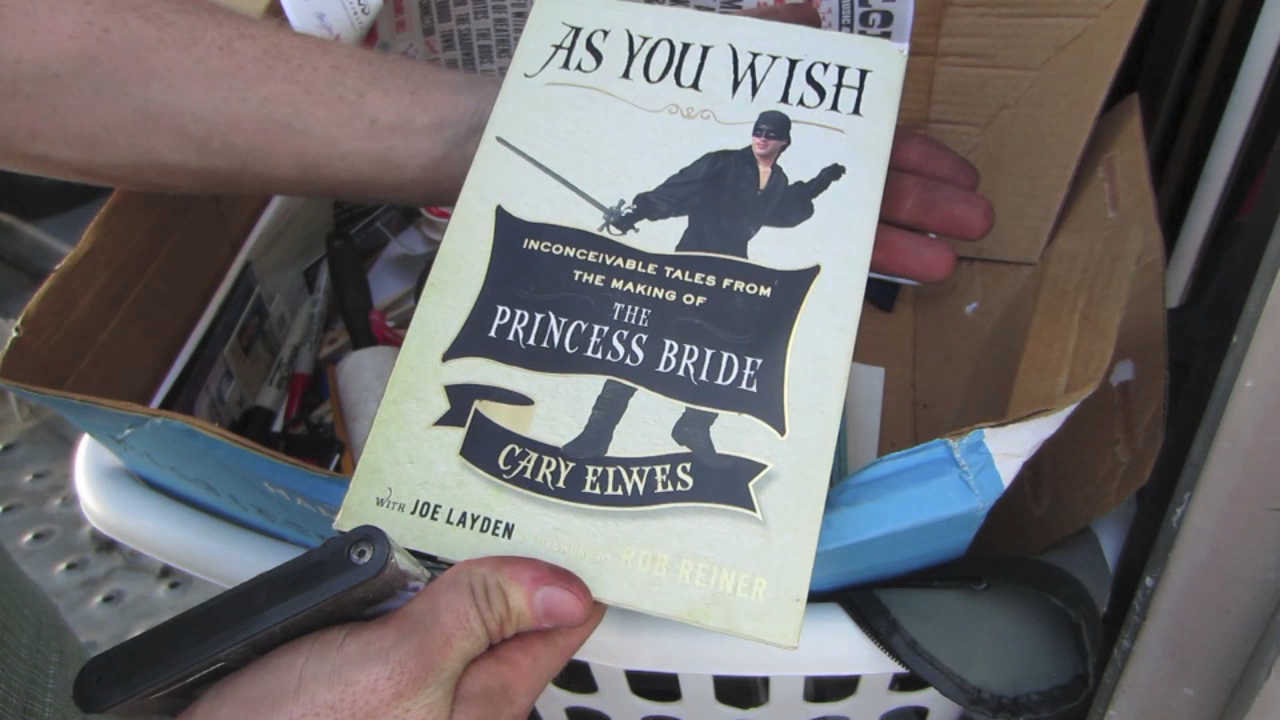 AS YOU WISH
INCONCEIVABLE TALES FROM
THE MAKING OF
THE
PRINCESS BRIDE
CARY ELWES
WITH JOE LAYDEN
FOREWORD BY ROB REINER